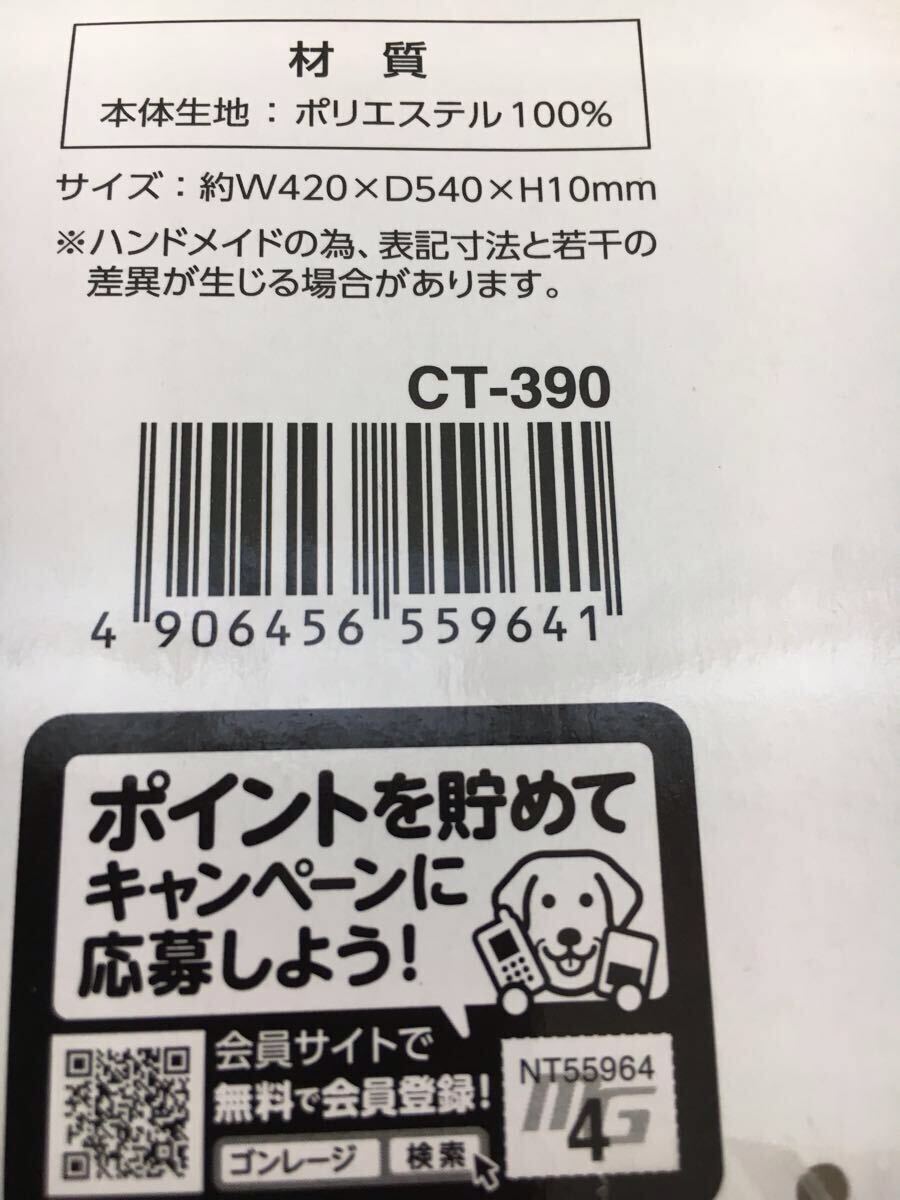 材 質
本体生地：ポリエステル100%
サイズ：約W420×D540×H10mm
※ハンドメイドの為、表記寸法と若干の
差異が生じる場合があります。
CT-390
4 906456 559641
ポイントを貯めて
キャンペーンに
応募しよう!
会員サイトで
無料で会員登録!
ゴンレージ 検索
NT55964
MG
4